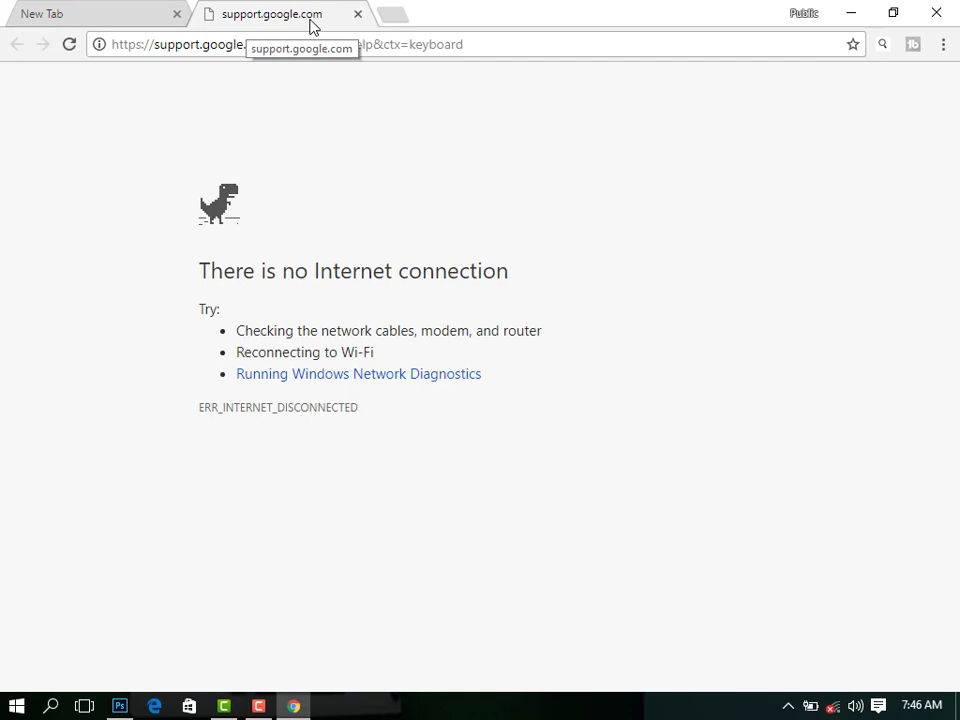 New Tab
support.google.com
Public
https://support.google.
elp&ctx=keyboard
support.google.com
There is no Internet connection
Try:
Checking the network cables, modem, and router
Reconnecting to Wi-Fi
Running Windows Network Diagnostics
ERR_INTERNET_DISCONNECTED
Ps
7:46 AM